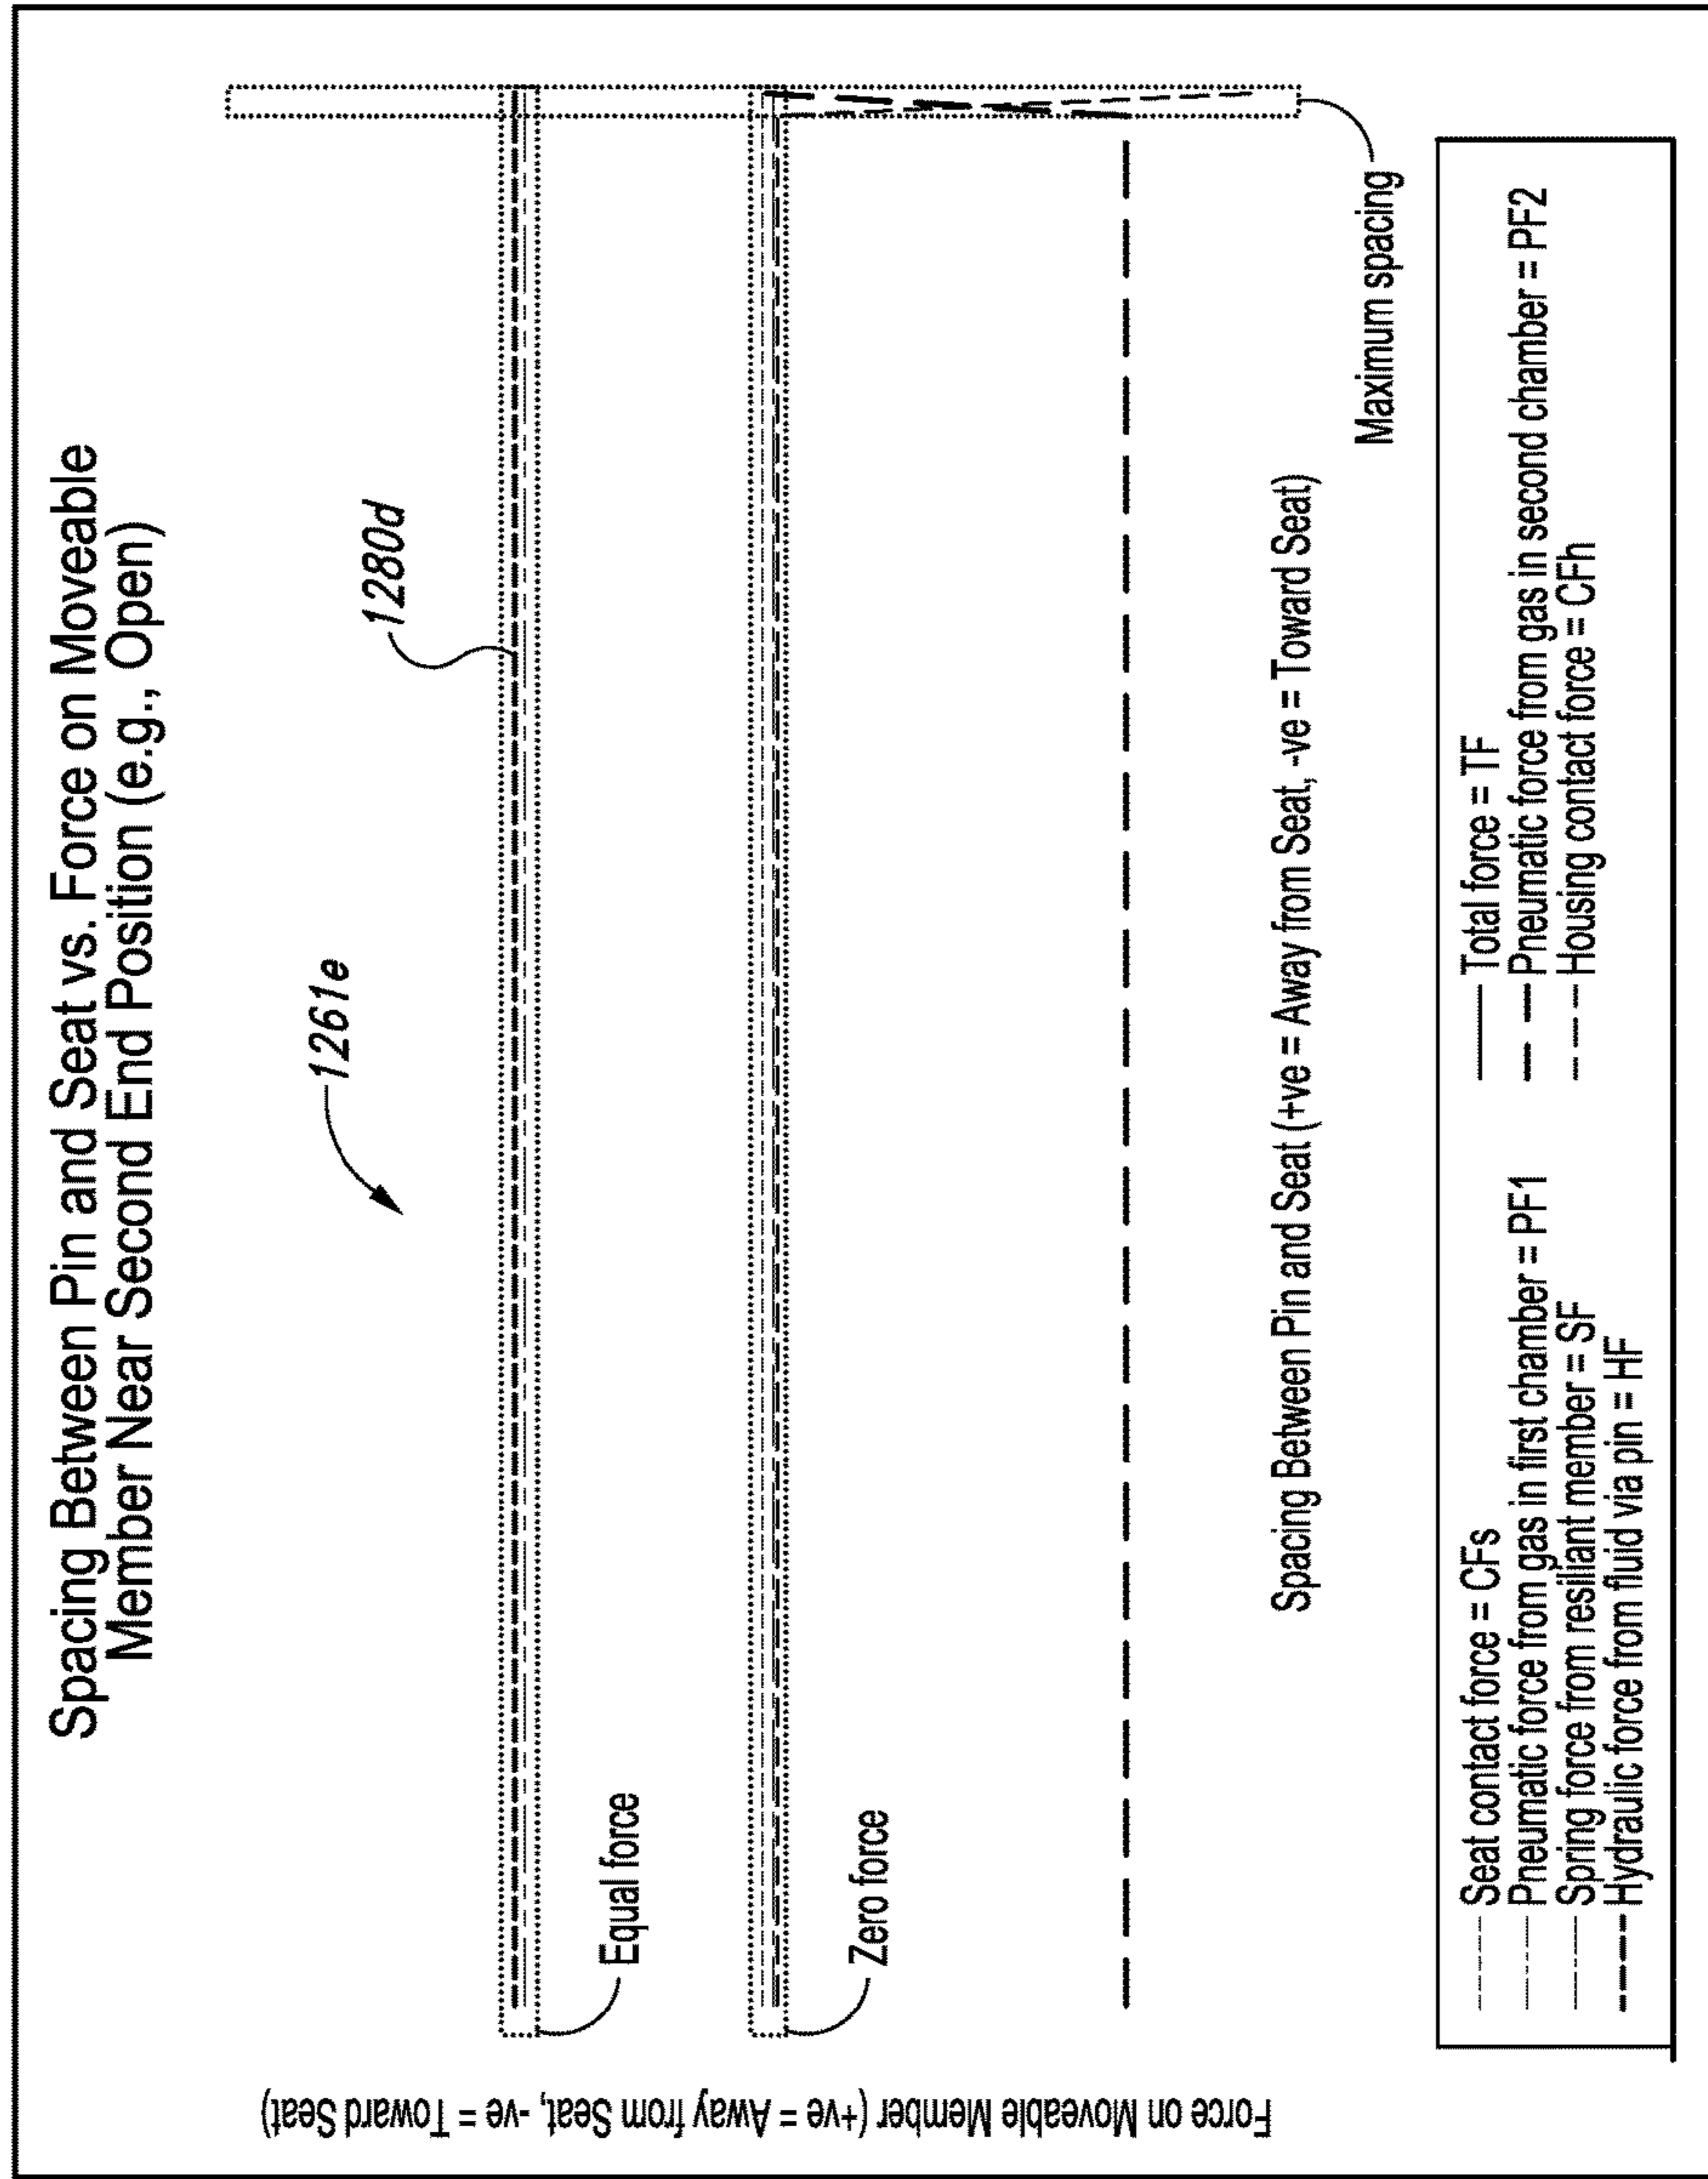 Spacing Between Pin and Seat vs. Force on Moveable
Member Near Second End Position (e.g., Open)
1261e
1280d
Equal force
Zero force
Force on Moveable Member (+ve = Away from Seat, -ve = Toward Seat)
Maximum spacing
Spacing Between Pin and Seat (+ve = Away from Seat, -ve = Toward Seat)
Seat contact force = CFs
Pneumatic force from gas in first chamber = PF1
Spring force from resiliant member = SF
Hydraulic force from fluid via pin = HF
Total force = TF
Pneumatic force from gas in second chamber = PF2
Housing contact force = CFh